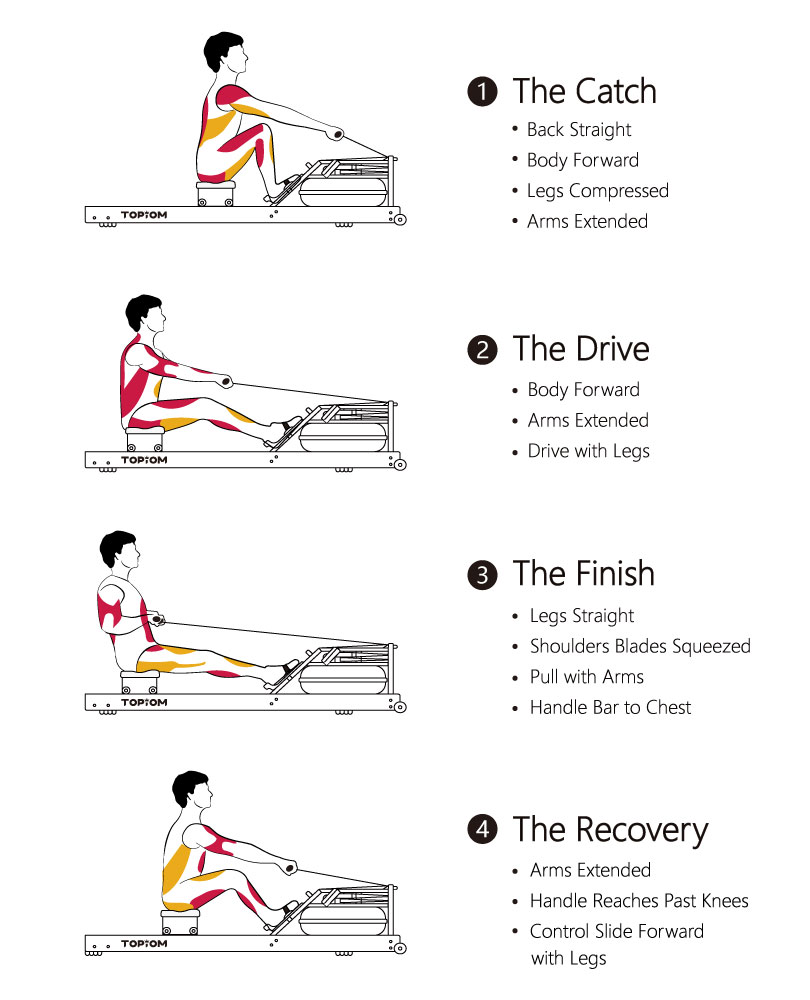 1 The Catch
• Back Straight
• Body Forward
• Legs Compressed
• Arms Extended
TOPIOM
2 The Drive
• Body Forward
• Arms Extended
• Drive with Legs
TOPIOM
3 The Finish
• Legs Straight
• Shoulders Blades Squeezed
• Pull with Arms
• Handle Bar to Chest
TOPIOM
4 The Recovery
• Arms Extended
• Handle Reaches Past Knees
• Control Slide Forward
with Legs
TOPIOM